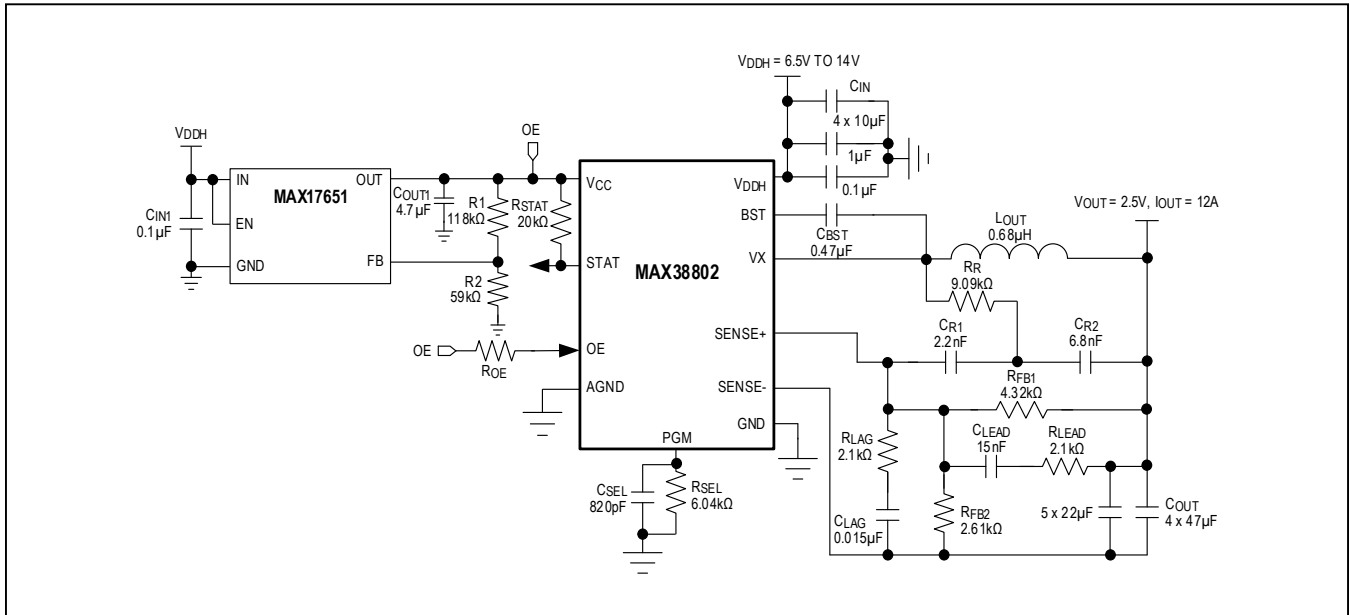 VDDH = 6.5V TO 14V
CIN
4 x 10µF
1µF
0.1µF
VDDH
IN
EN
GND
MAX17651
OUT
FB
CIN1
0.1µF
COUT1
4.7µF
R1
118kΩ
R2
59kΩ
OE
RSTAT
20kΩ
OE
ROE
VCC
STAT
OE
AGND
PGM
MAX38802
VDDH
BST
VX
SENSE+
SENSE-
GND
CSEL
820pF
RSEL
6.04kΩ
CBST
0.47µF
LOUT
0.68µH
VOUT = 2.5V, IOUT = 12A
RR
9.09kΩ
CR1
2.2nF
CR2
6.8nF
RFB1
4.32kΩ
CLEAD
15nF
RLEAD
2.1kΩ
RLAG
2.1kΩ
CLAG
0.015µF
RFB2
2.61kΩ
5 x 22µF
COUT
4 x 47µF